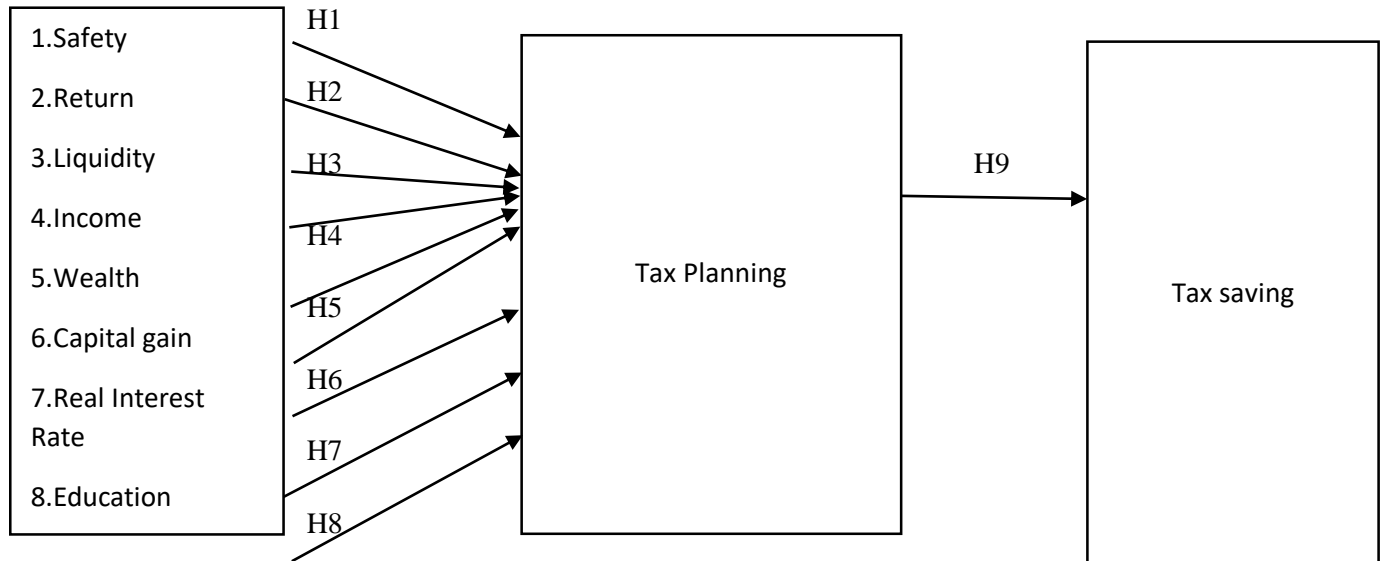 1.Safety
2.Return
3.Liquidity
4.Income
5.Wealth
6.Capital gain
7.Real Interest
Rate
8.Education
H1
H2
H3
H4
H5
H6
H7
H8
Tax Planning
H9
Tax saving